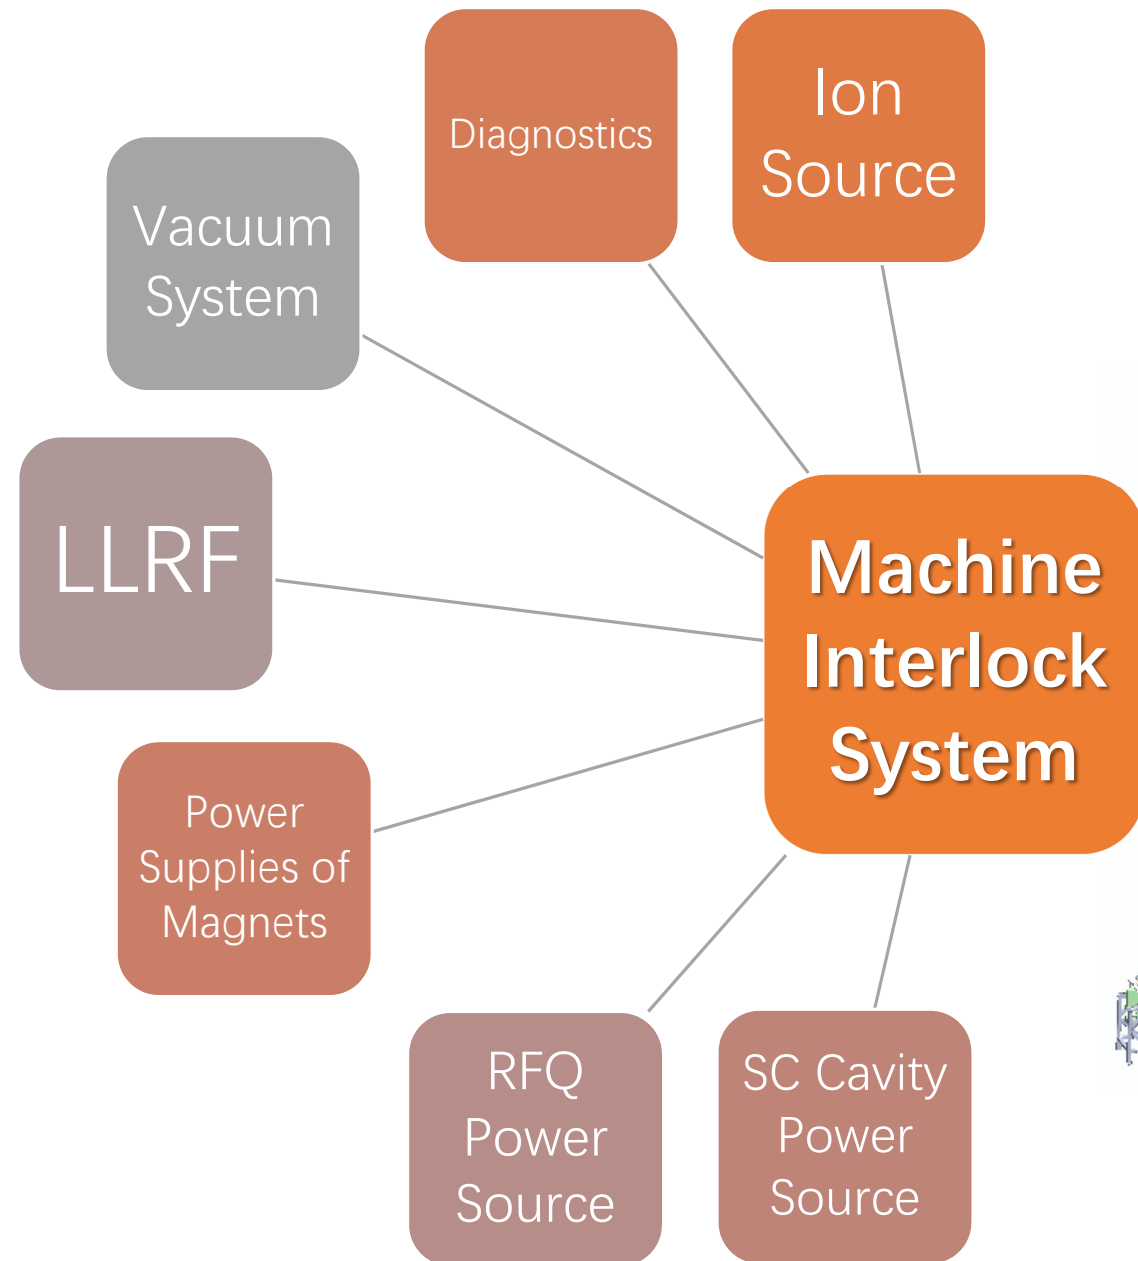 Diagnostics
Ion
Source
Vacuum
System
LLRF
Machine
Interlock
System
Power
Supplies of
Magnets
RFQ
Power
Source
SC Cavity
Power
Source